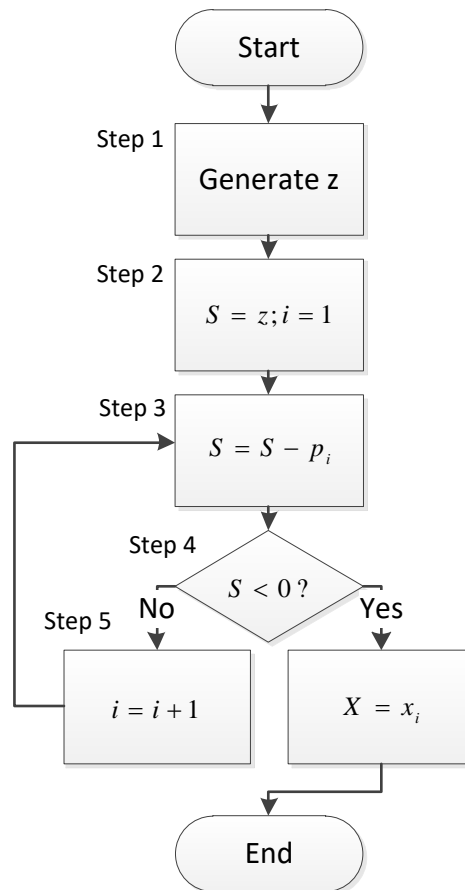 Start
Step 1
Generate z
Step 2
S = z; i = 1
Step 3
S = S − p_i
Step 4
S < 0 ?
No
Yes
Step 5
i = i + 1
X = x_i
End